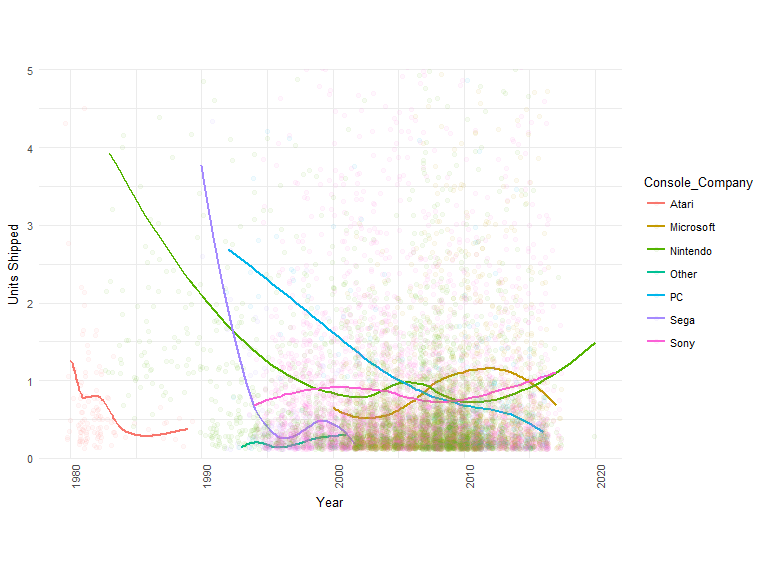 5
4
3
2
1
0
Units Shipped
1980
1990
2000
2010
2020
Year
Console_Company
Atari
Microsoft
Nintendo
Other
PC
Sega
Sony